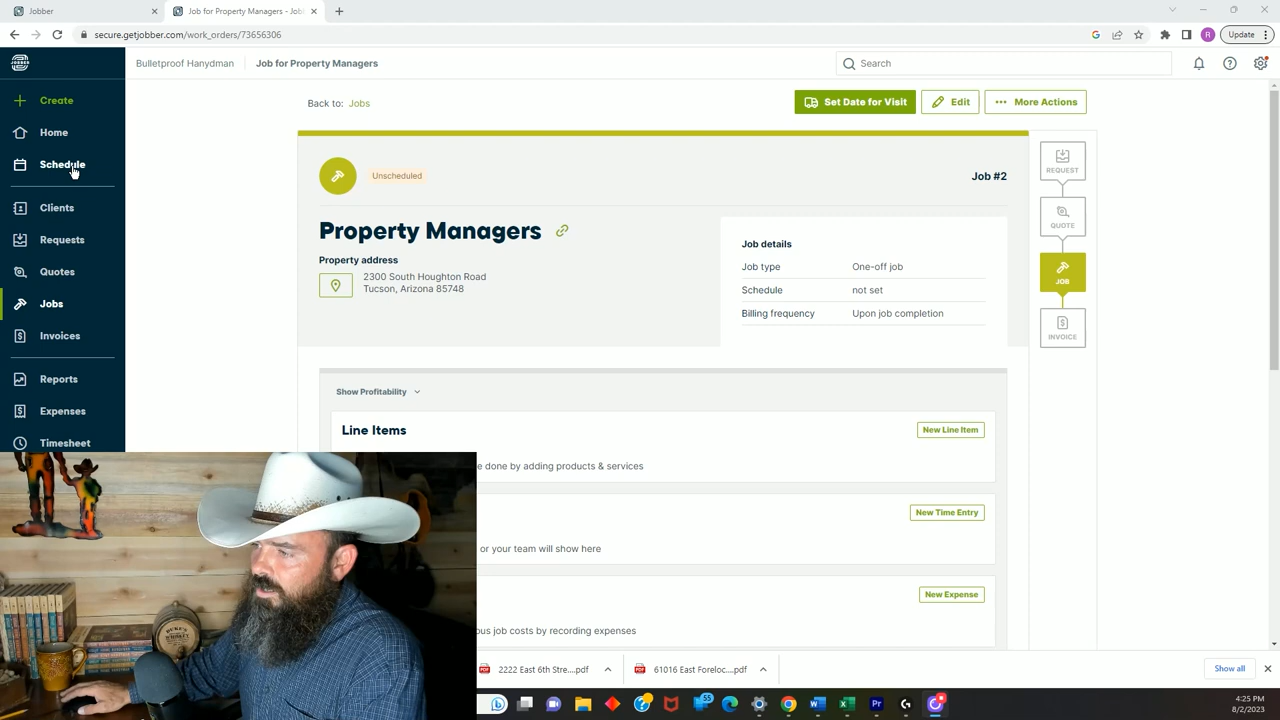 Jobber
Job for Property Managers - Job
secure.getjobber.com/work_orders/73656306
R
Update
Bulletproof Hanydman
Job for Property Managers
Search
Create
Home
Schedule
Clients
Requests
Quotes
Jobs
Invoices
Reports
Expenses
Timesheet
Back to: Jobs
Set Date for Visit
Edit
More Actions
Unscheduled
Job #2
Property Managers
Property address
2300 South Houghton Road
Tucson, Arizona 85748
Job details
Job type One-off job
Schedule not set
Billing frequency Upon job completion
REQUEST
QUOTE
JOB
INVOICE
Show Profitability
Line Items
New Line Item
e done by adding products & services
New Time Entry
or your team will show here
New Expense
ous job costs by recording expenses
2222 East 6th Stre....pdf
61016 East Foreloc....pdf
Show all
DUKE'S
WHISKEY
55
4:25 PM
8/2/2023